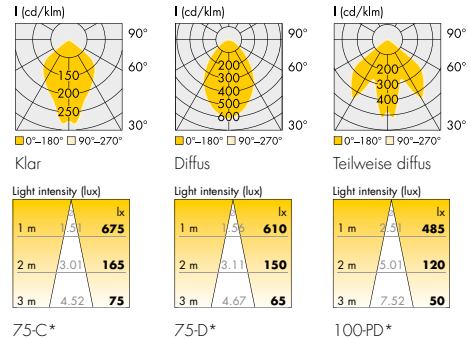 I (cd/klm)
90°
60°
150
200
250
30°
0°–180° 90°–270°
Klar
I (cd/klm)
90°
60°
200
300
400
500
600
30°
0°–180° 90°–270°
Diffus
I (cd/klm)
90°
60°
200
300
400
30°
0°–180° 90°–270°
Teilweise diffus
Light intensity (lux)
lx
1 m 1.51 675
2 m 3.01 165
3 m 4.52 75
75-C*
Light intensity (lux)
lx
1 m 1.56 610
2 m 3.11 150
3 m 4.67 65
75-D*
Light intensity (lux)
lx
1 m 2.51 485
2 m 5.01 120
3 m 7.52 50
100-PD*